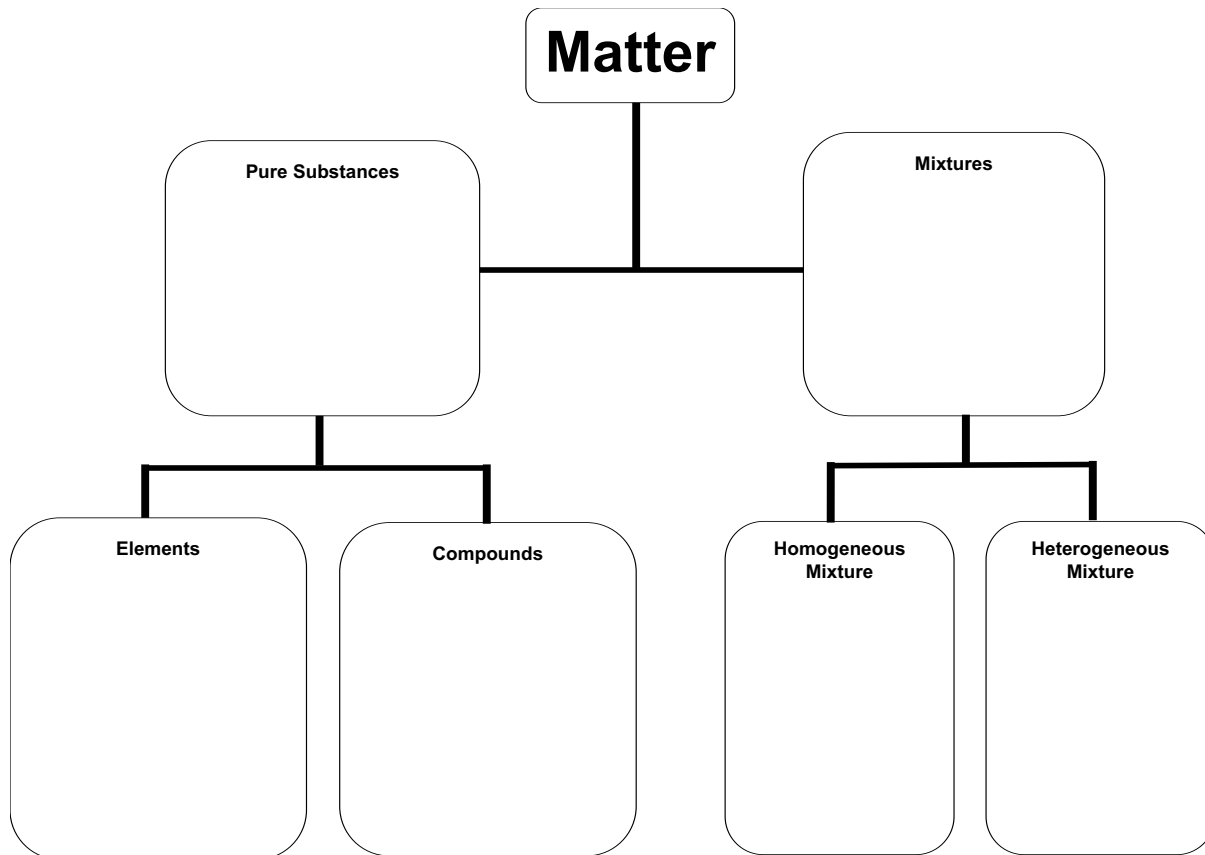 Matter
Pure Substances
Mixtures
Elements
Compounds
Homogeneous
Mixture
Heterogeneous
Mixture